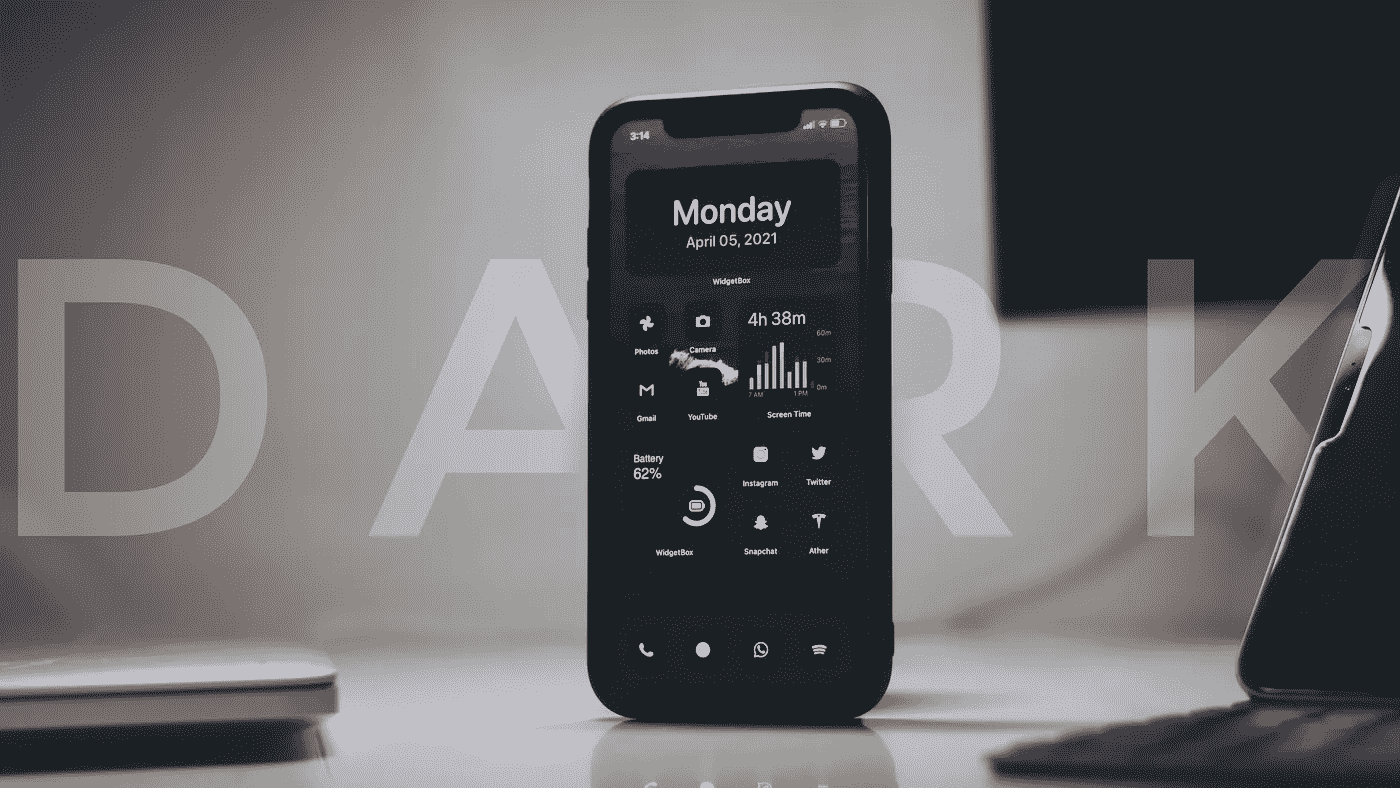 DARK
3:14
Monday
April 05, 2021
WidgetBox
Photos
Camera
4h 38m
60m
30m
0m
7 AM
1 PM
Gmail
YouTube
Screen Time
Battery
62%
Instagram
Twitter
WidgetBox
Snapchat
Ather